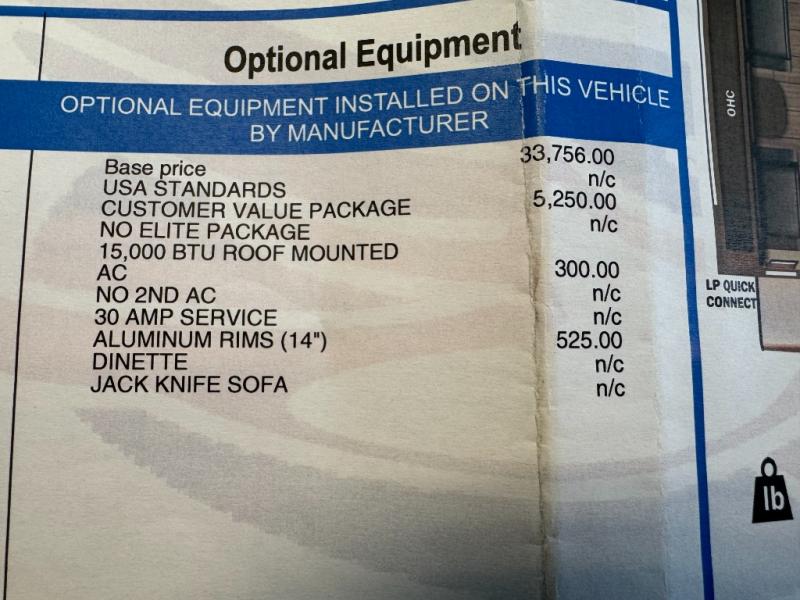 Optional Equipment
OPTIONAL EQUIPMENT INSTALLED ON THIS VEHICLE
BY MANUFACTURER
Base price 33,756.00
USA STANDARDS n/c
CUSTOMER VALUE PACKAGE 5,250.00
NO ELITE PACKAGE n/c
15,000 BTU ROOF MOUNTED
AC 300.00
NO 2ND AC n/c
30 AMP SERVICE n/c
ALUMINUM RIMS (14") 525.00
DINETTE n/c
JACK KNIFE SOFA n/c
OHC
LP QUICK
CONNECT
lb